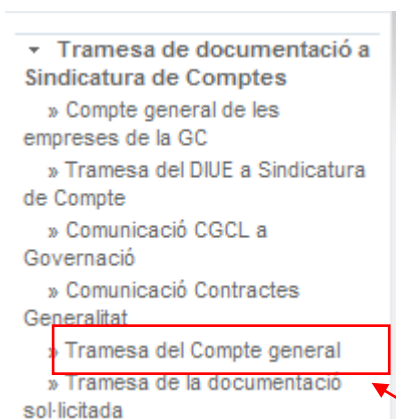 ▾ Tramesa de documentació a
Sindicatura de Comptes
» Compte general de les
empreses de la GC
» Tramesa del DIUE a Sindicatura
de Compte
» Comunicació CGCL a
Governació
» Comunicació Contractes
Generalitat
» Tramesa del Compte general
» Tramesa de la documentació
sol·licitada